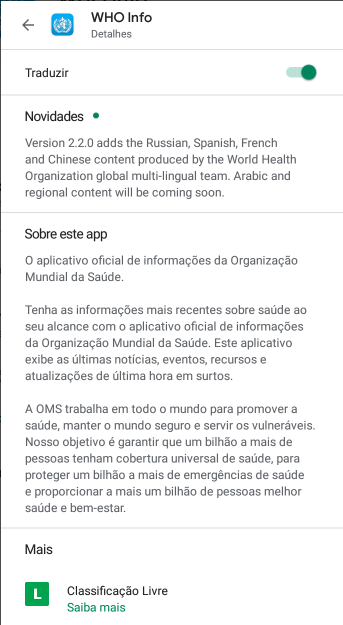 WHO Info
Detalhes
Traduzir
Novidades
Version 2.2.0 adds the Russian, Spanish, French
and Chinese content produced by the World Health
Organization global multi-lingual team. Arabic and
regional content will be coming soon.
Sobre este app
O aplicativo oficial de informações da Organização
Mundial da Saúde.
Tenha as informações mais recentes sobre saúde ao
seu alcance com o aplicativo oficial de informações
da Organização Mundial da Saúde. Este aplicativo
exibe as últimas notícias, eventos, recursos e
atualizações de última hora em surtos.
A OMS trabalha em todo o mundo para promover a
saúde, manter o mundo seguro e servir os vulneráveis.
Nosso objetivo é garantir que um bilhão a mais de
pessoas tenham cobertura universal de saúde, para
proteger um bilhão a mais de emergências de saúde
e proporcionar a mais um bilhão de pessoas melhor
saúde e bem-estar.
Mais
L
Classificação Livre
Saiba mais